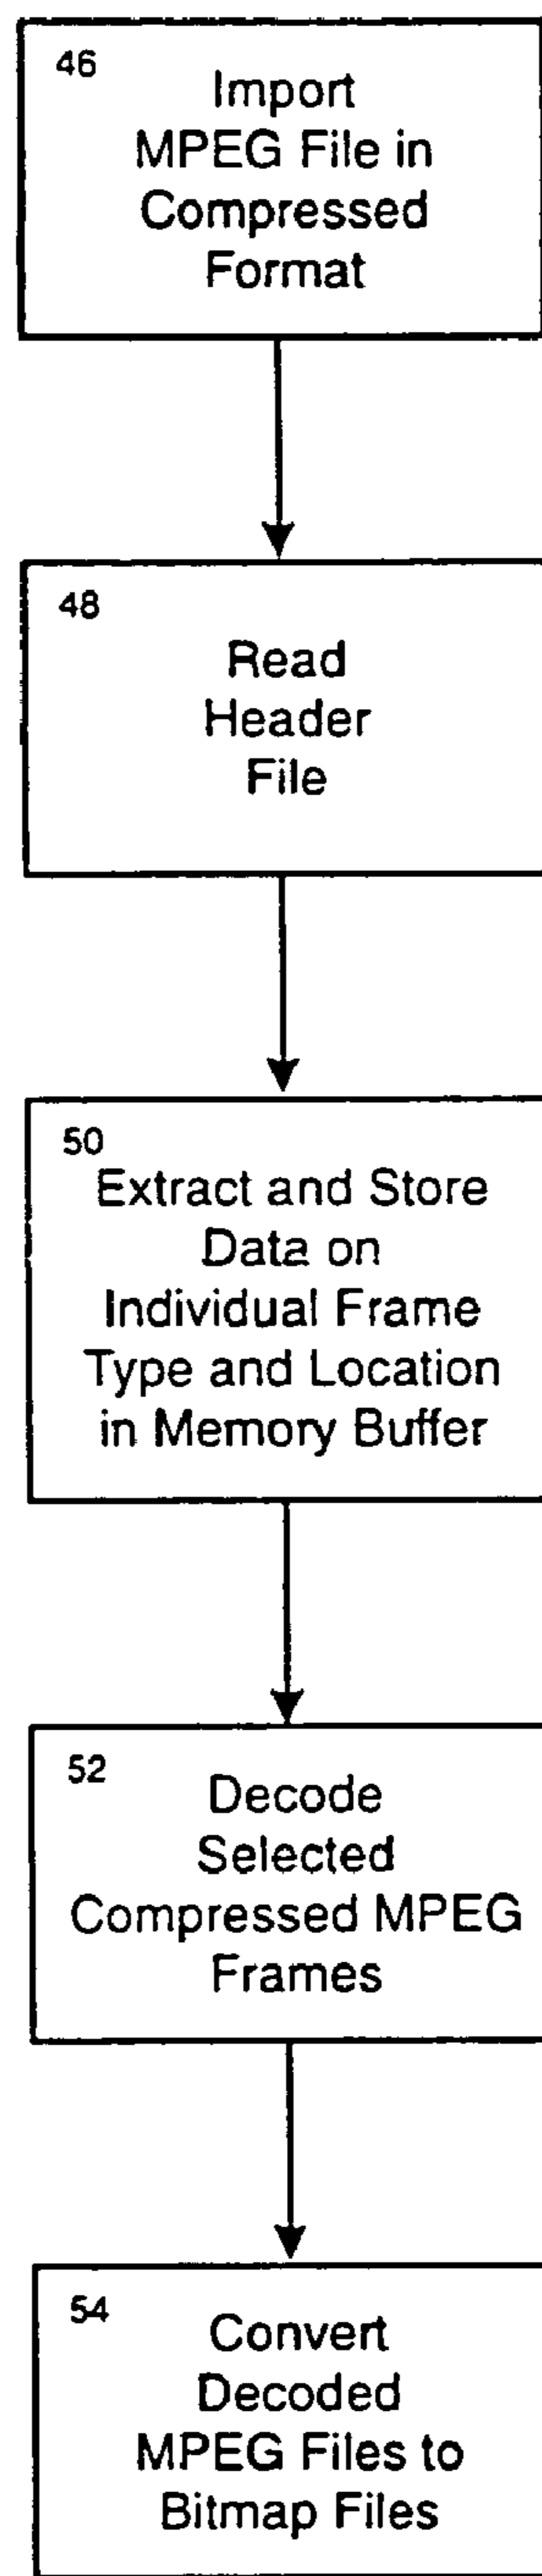 46
Import
MPEG File in
Compressed
Format
48
Read
Header
File
50
Extract and Store
Data on
Individual Frame
Type and Location
in Memory Buffer
52
Decode
Selected
Compressed MPEG
Frames
54
Convert
Decoded
MPEG Files to
Bitmap Files